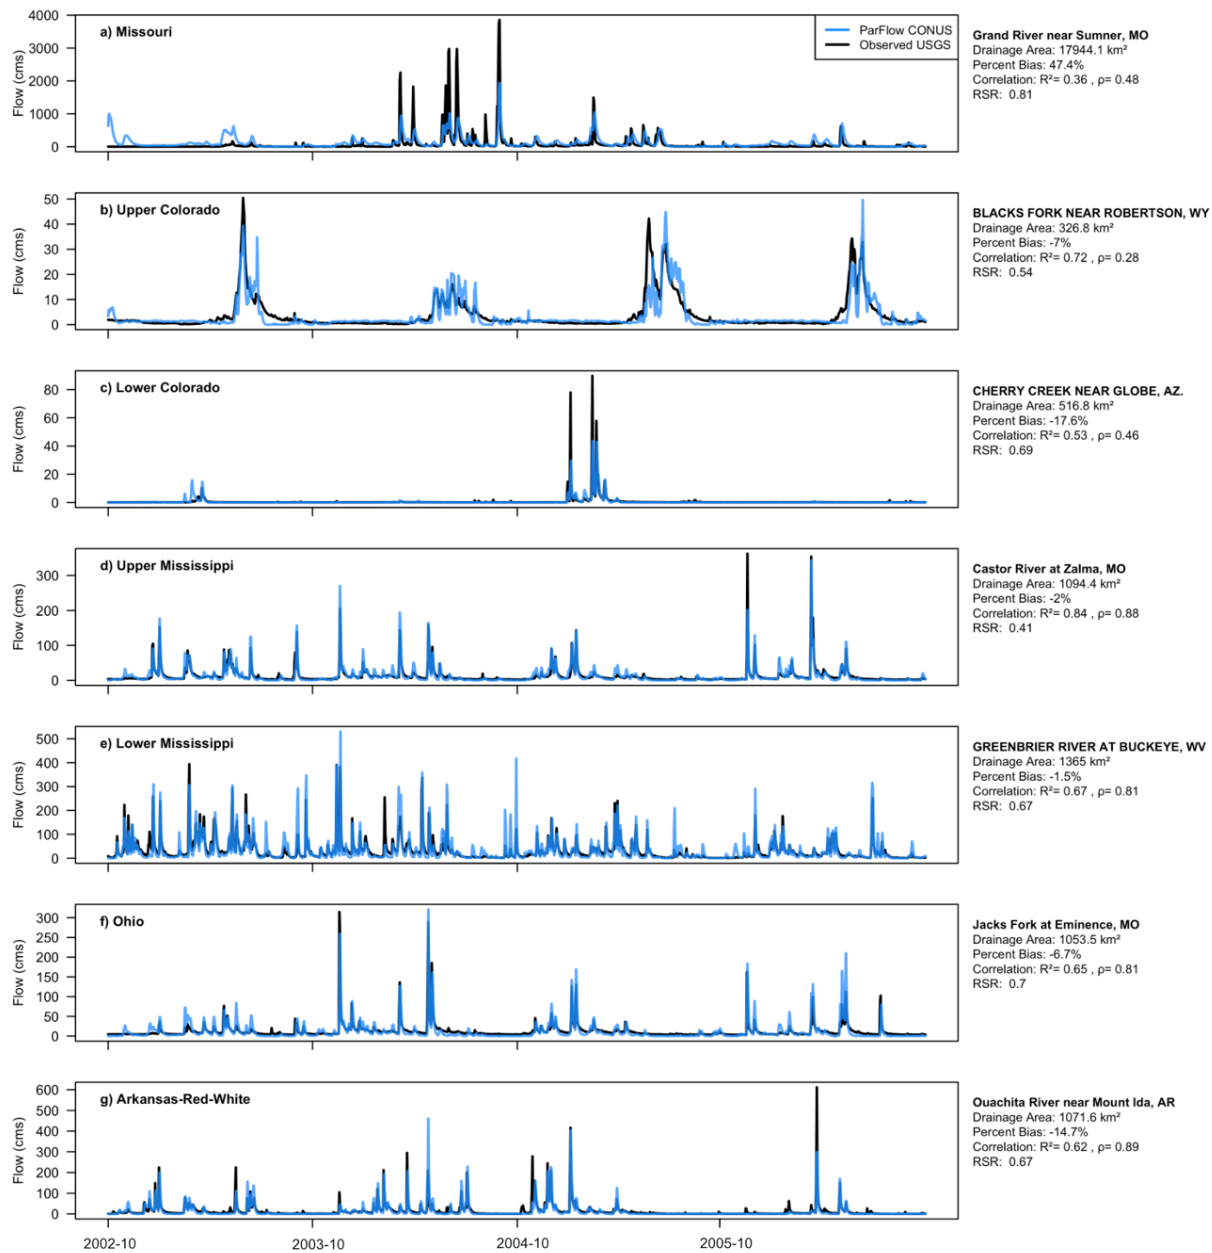 a) Missouri
ParFlow CONUS
Observed USGS
Flow (cms)
4000
3000
2000
1000
0
Grand River near Sumner, MO
Drainage Area: 17944.1 km²
Percent Bias: 47.4%
Correlation: R²= 0.36 , ρ= 0.48
RSR: 0.81
b) Upper Colorado
Flow (cms)
50
40
30
20
10
0
BLACKS FORK NEAR ROBERTSON, WY
Drainage Area: 326.8 km²
Percent Bias: -7%
Correlation: R²= 0.72 , ρ= 0.28
RSR: 0.54
c) Lower Colorado
Flow (cms)
80
60
40
20
0
CHERRY CREEK NEAR GLOBE, AZ.
Drainage Area: 516.8 km²
Percent Bias: -17.6%
Correlation: R²= 0.53 , ρ= 0.46
RSR: 0.69
d) Upper Mississippi
Flow (cms)
300
200
100
0
Castor River at Zalma, MO
Drainage Area: 1094.4 km²
Percent Bias: -2%
Correlation: R²= 0.84 , ρ= 0.88
RSR: 0.41
e) Lower Mississippi
Flow (cms)
500
400
300
200
100
0
GREENBRIER RIVER AT BUCKEYE, WV
Drainage Area: 1365 km²
Percent Bias: -1.5%
Correlation: R²= 0.67 , ρ= 0.81
RSR: 0.67
f) Ohio
Flow (cms)
300
250
200
150
100
50
0
Jacks Fork at Eminence, MO
Drainage Area: 1053.5 km²
Percent Bias: -6.7%
Correlation: R²= 0.65 , ρ= 0.81
RSR: 0.7
g) Arkansas-Red-White
Flow (cms)
600
500
400
300
200
100
0
Ouachita River near Mount Ida, AR
Drainage Area: 1071.6 km²
Percent Bias: -14.7%
Correlation: R²= 0.62 , ρ= 0.89
RSR: 0.67
2002-10
2003-10
2004-10
2005-10